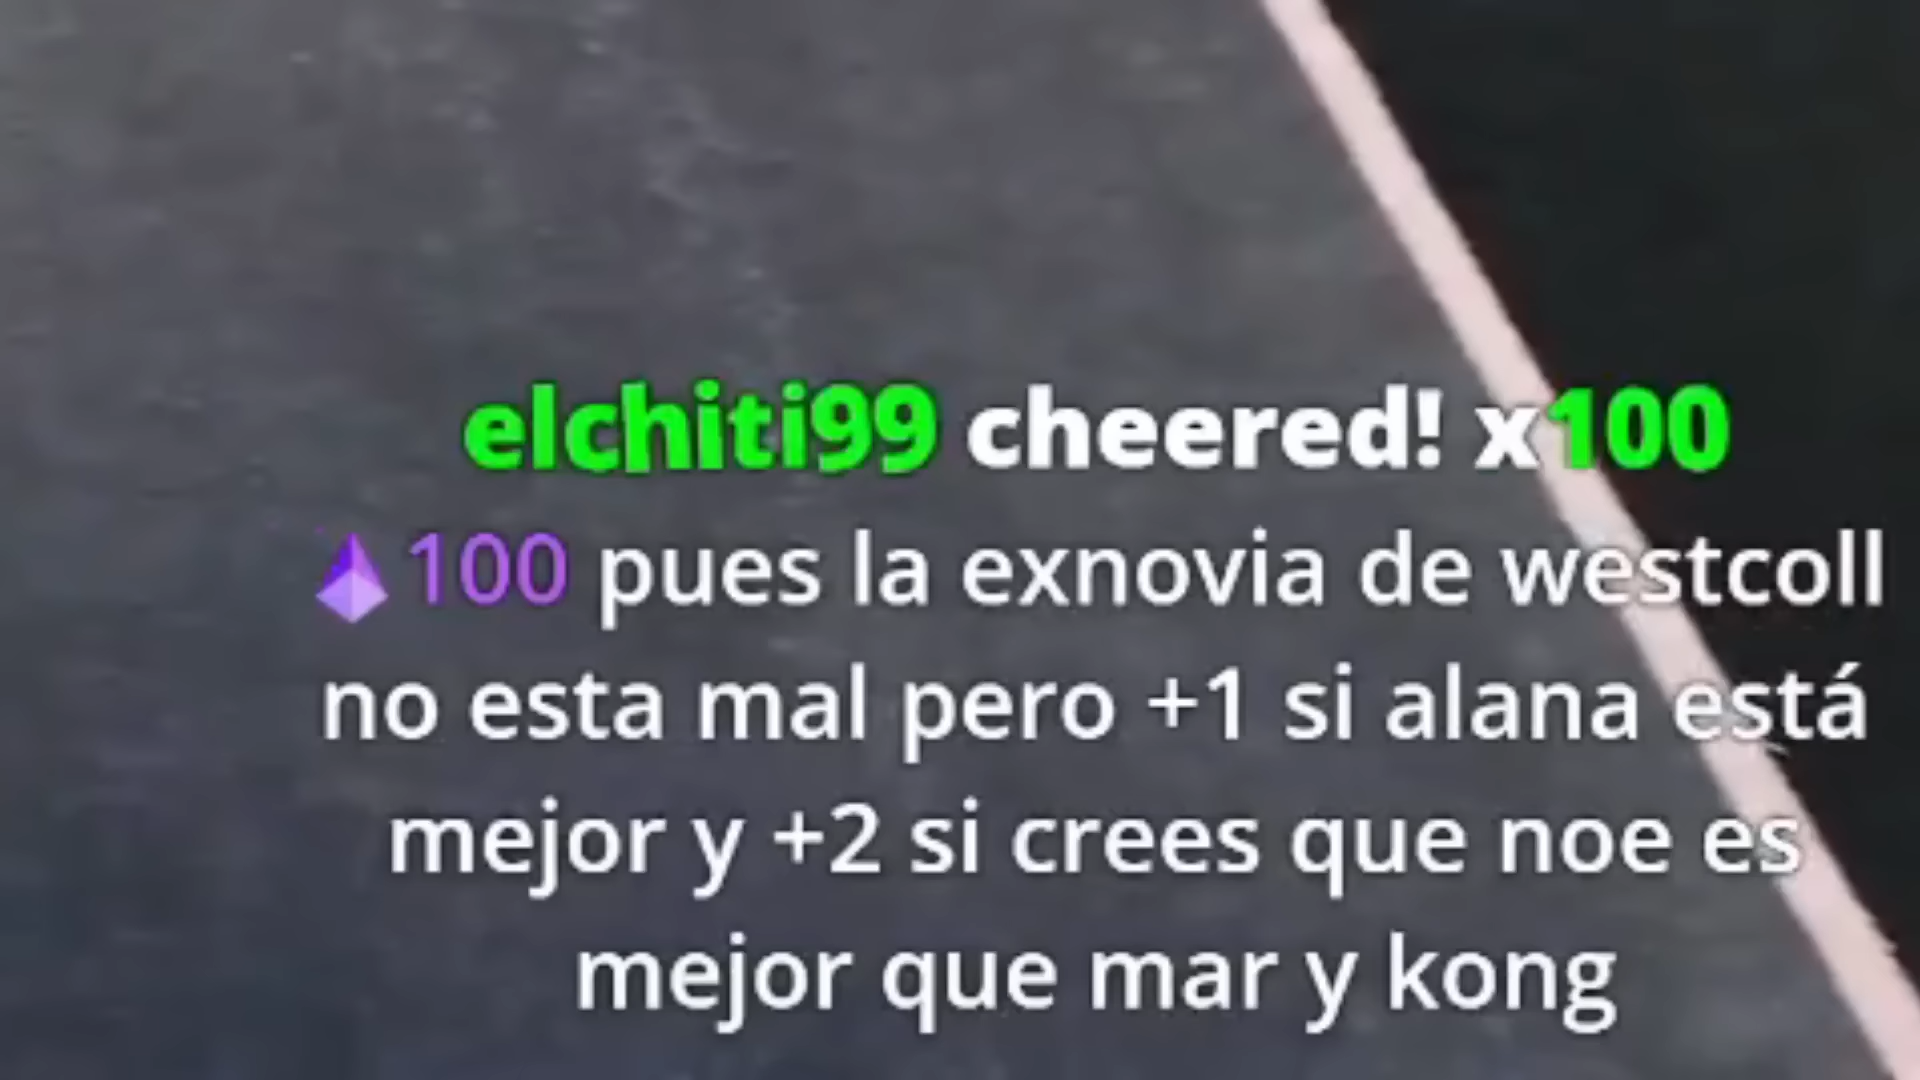 elchiti99 cheered! x100
100 pues la exnovia de westcoll
no esta mal pero +1 si alana está
mejor y +2 si crees que noe es
mejor que mar y kong